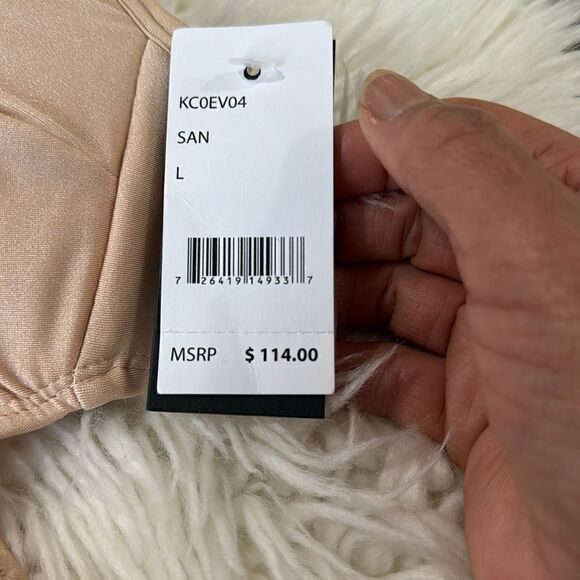 KC0EV04
SAN
L
7 26419 14933 7
MSRP $ 114.00